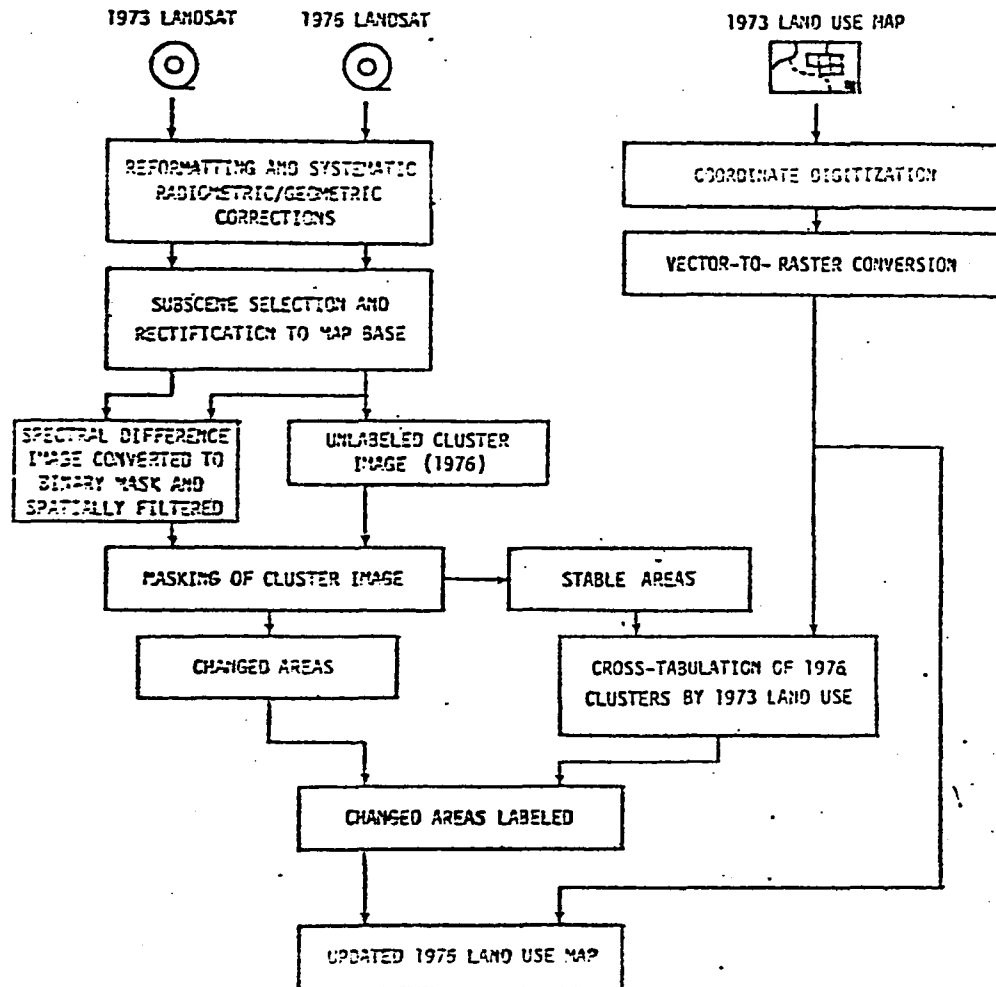 1973 LANDSAT
1976 LANDSAT
1973 LAND USE MAP
REFORMATTING AND SYSTEMATIC
RADIOMETRIC/GEOMETRIC
CORRECTIONS
COORDINATE DIGITIZATION
VECTOR-TO- RASTER CONVERSION
SUBSCENE SELECTION AND
RECTIFICATION TO MAP BASE
SPECTRAL DIFFERENCE
IMAGE CONVERTED TO
BINARY MASK AND
SPATIALLY FILTERED
UNLABELED CLUSTER
IMAGE (1976)
MASKING OF CLUSTER IMAGE
STABLE AREAS
CHANGED AREAS
CROSS-TABULATION OF 1976
CLUSTERS BY 1973 LAND USE
CHANGED AREAS LABELED
UPDATED 1976 LAND USE MAP